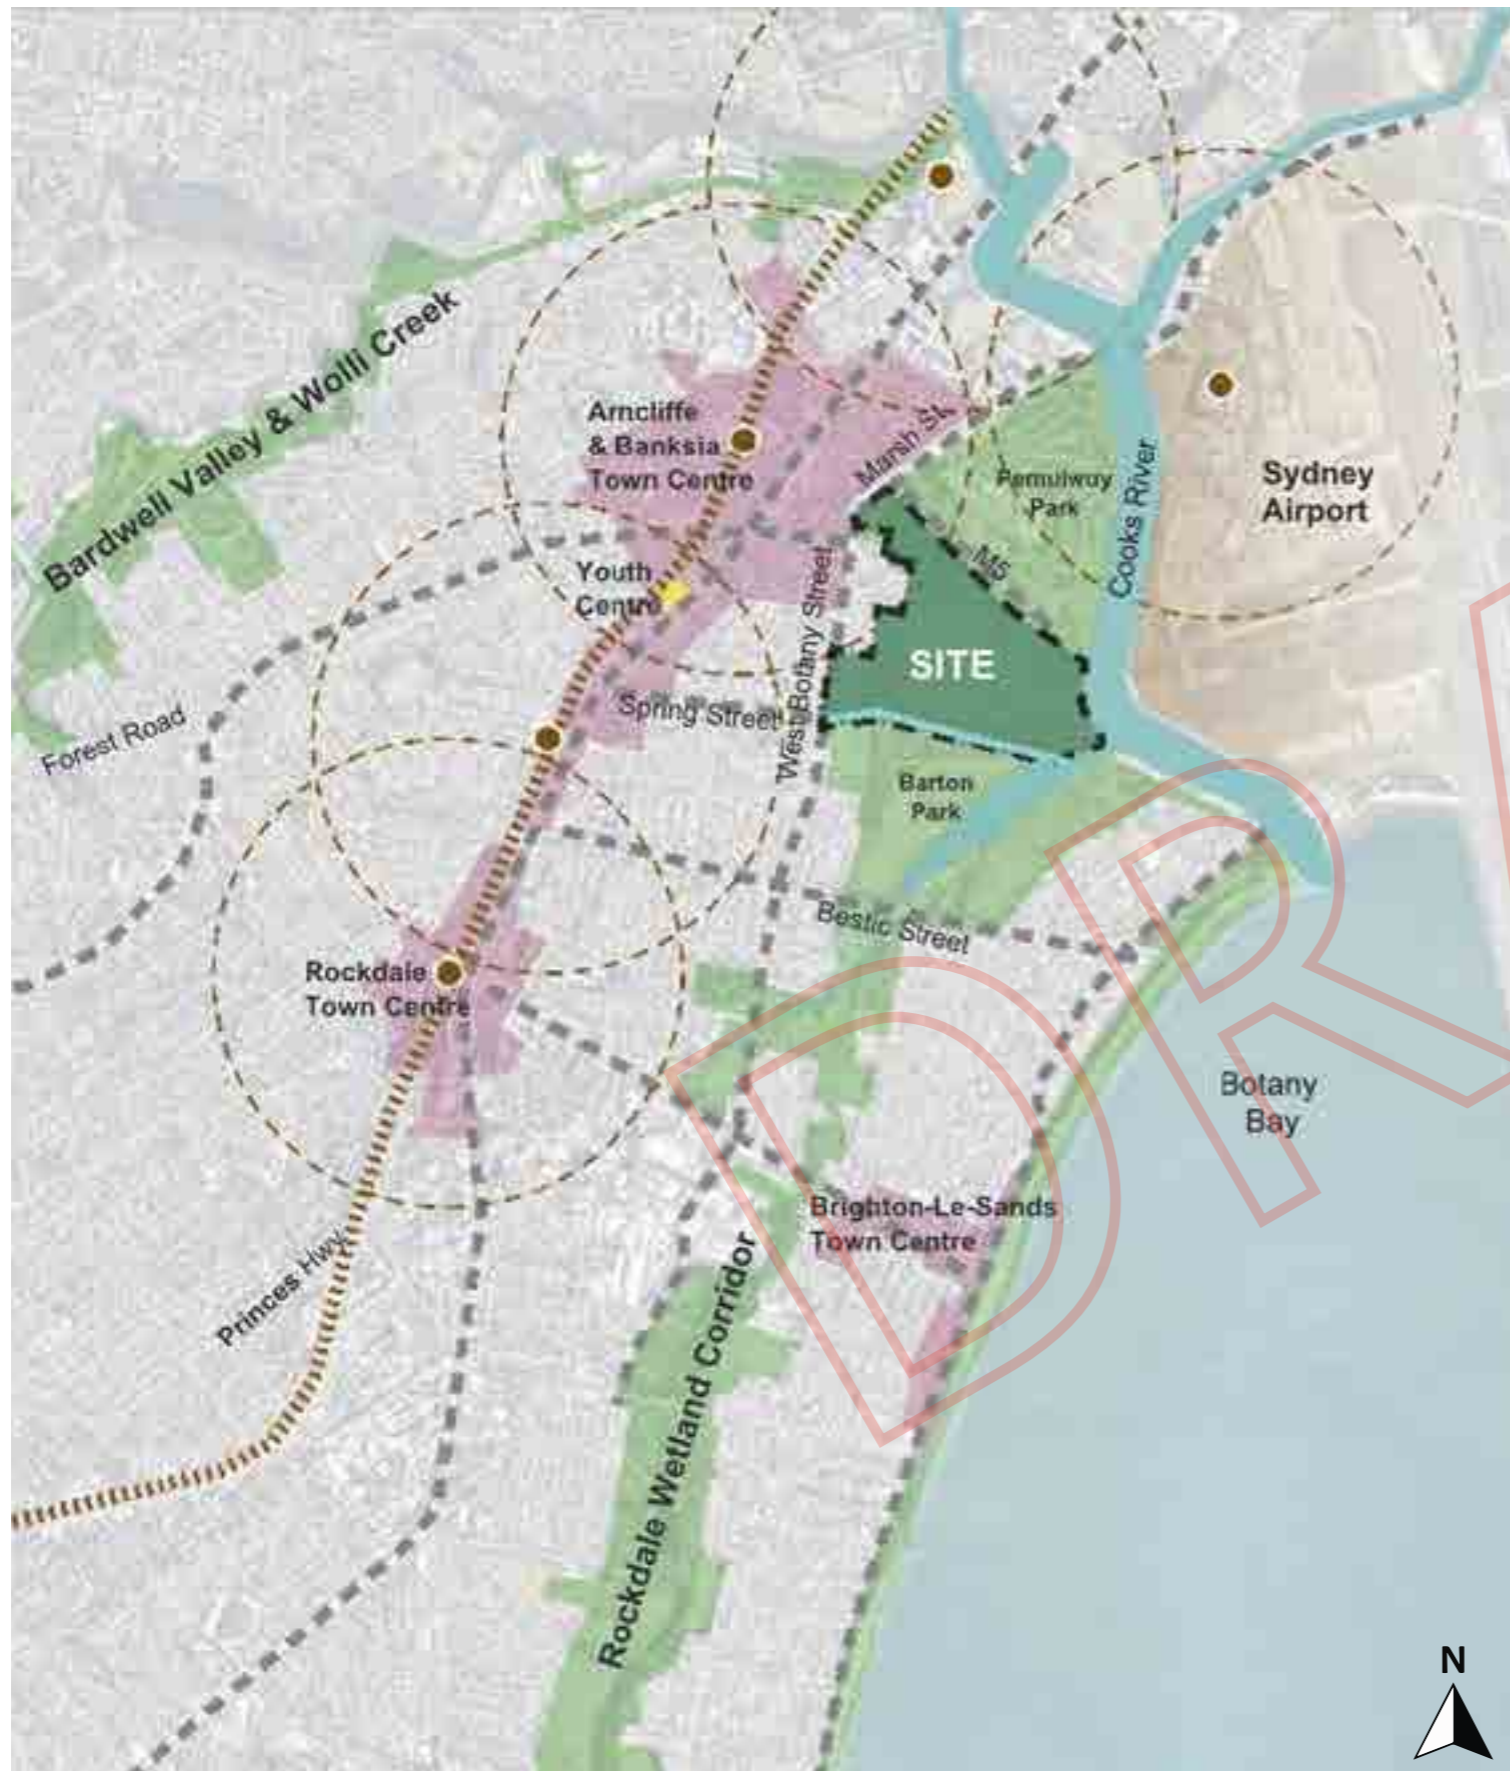 Bardwell Valley & Wolli Creek
Arncliffe
& Banksia
Town Centre
Marsh St.
Pemulwuy
Park
Cooks River
Sydney
Airport
M5
Youth
Centre
West Botany Street
SITE
Forest Road
Spring Street
Barton
Park
Bestic Street
Rockdale
Town Centre
Botany
Bay
Brighton-Le-Sands
Town Centre
Princes Hwy
Rockdale Wetland Corridor
N
DR